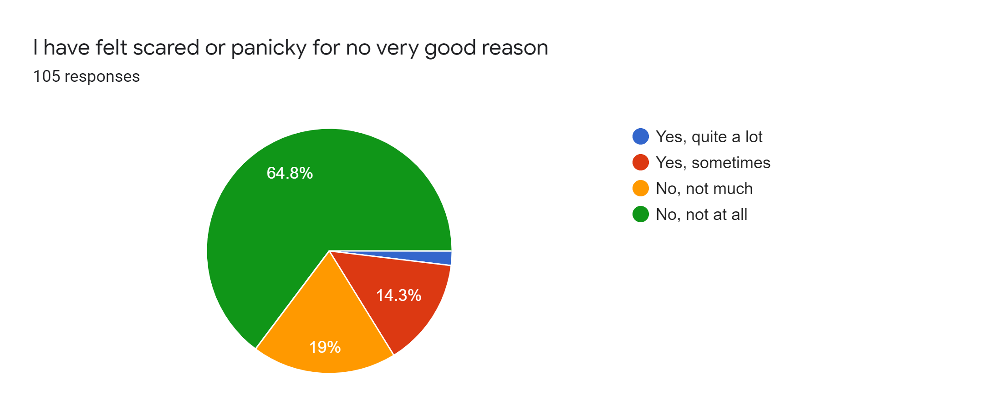 I have felt scared or panicky for no very good reason
105 responses
64.8%
14.3%
19%
Yes, quite a lot
Yes, sometimes
No, not much
No, not at all